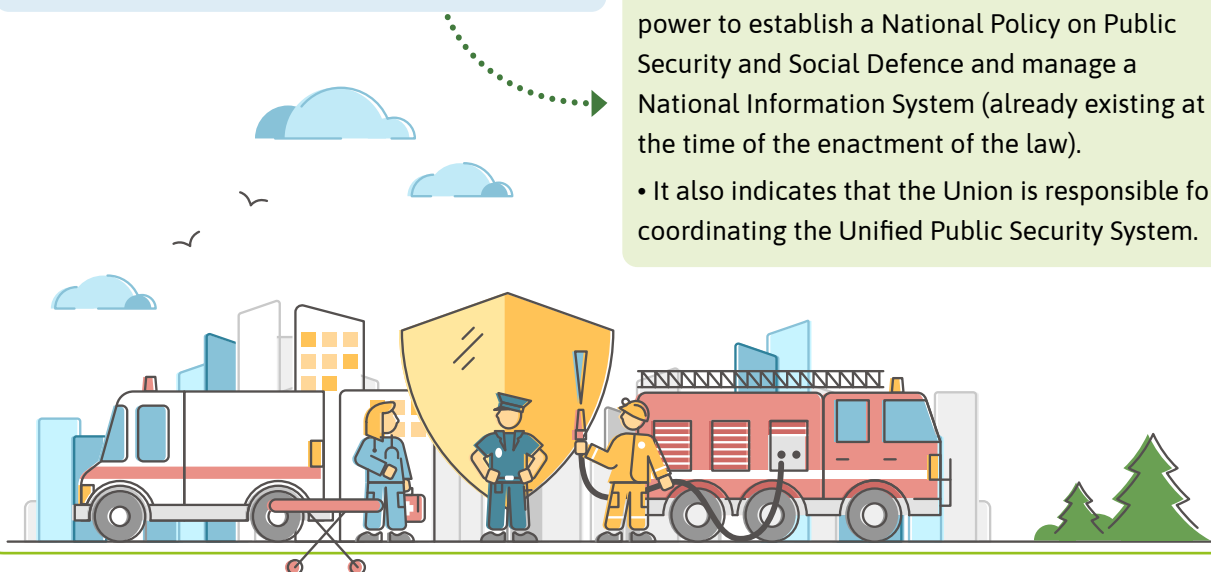 power to establish a National Policy on Public
Security and Social Defence and manage a
National Information System (already existing at
the time of the enactment of the law).
• It also indicates that the Union is responsible fo
coordinating the Unified Public Security System.